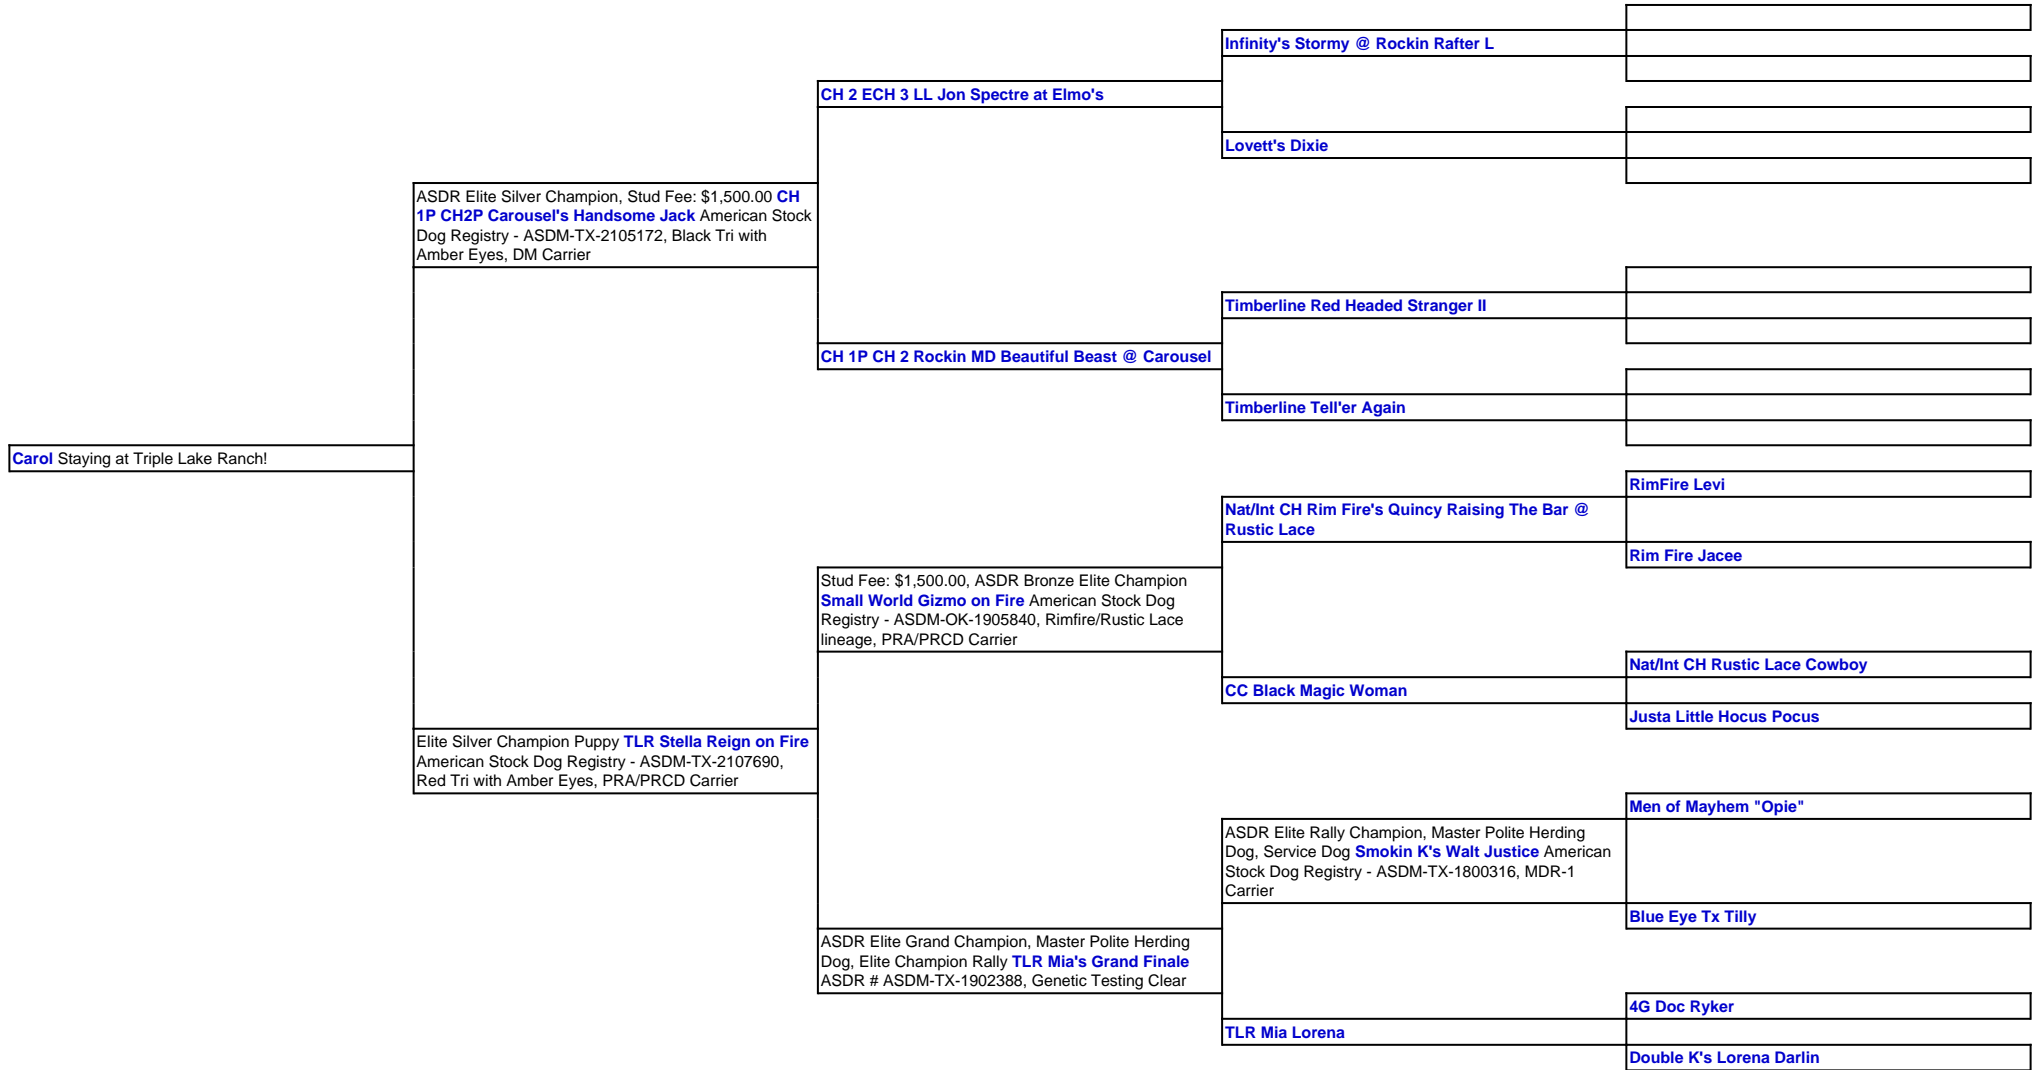 Infinity's Stormy @ Rockin Rafter L
CH 2 ECH 3 LL Jon Spectre at Elmo's
Lovett's Dixie
ASDR Elite Silver Champion, Stud Fee: $1,500.00 CH
1P CH2P Carousel's Handsome Jack American Stock
Dog Registry - ASDM-TX-2105172, Black Tri with
Amber Eyes, DM Carrier
Timberline Red Headed Stranger II
CH 1P CH 2 Rockin MD Beautiful Beast @ Carousel
Timberline Tell'er Again
Carol Staying at Triple Lake Ranch!
RimFire Levi
Nat/Int CH Rim Fire's Quincy Raising The Bar @
Rustic Lace
Rim Fire Jacee
Stud Fee: $1,500.00, ASDR Bronze Elite Champion
Small World Gizmo on Fire American Stock Dog
Registry - ASDM-OK-1905840, Rimfire/Rustic Lace
lineage, PRA/PRCD Carrier
Nat/Int CH Rustic Lace Cowboy
CC Black Magic Woman
Justa Little Hocus Pocus
Elite Silver Champion Puppy TLR Stella Reign on Fire
American Stock Dog Registry - ASDM-TX-2107690,
Red Tri with Amber Eyes, PRA/PRCD Carrier
Men of Mayhem "Opie"
ASDR Elite Rally Champion, Master Polite Herding
Dog, Service Dog Smokin K's Walt Justice American
Stock Dog Registry - ASDM-TX-1800316, MDR-1
Carrier
Blue Eye Tx Tilly
ASDR Elite Grand Champion, Master Polite Herding
Dog, Elite Champion Rally TLR Mia's Grand Finale
ASDR # ASDM-TX-1902388, Genetic Testing Clear
4G Doc Ryker
TLR Mia Lorena
Double K's Lorena Darlin